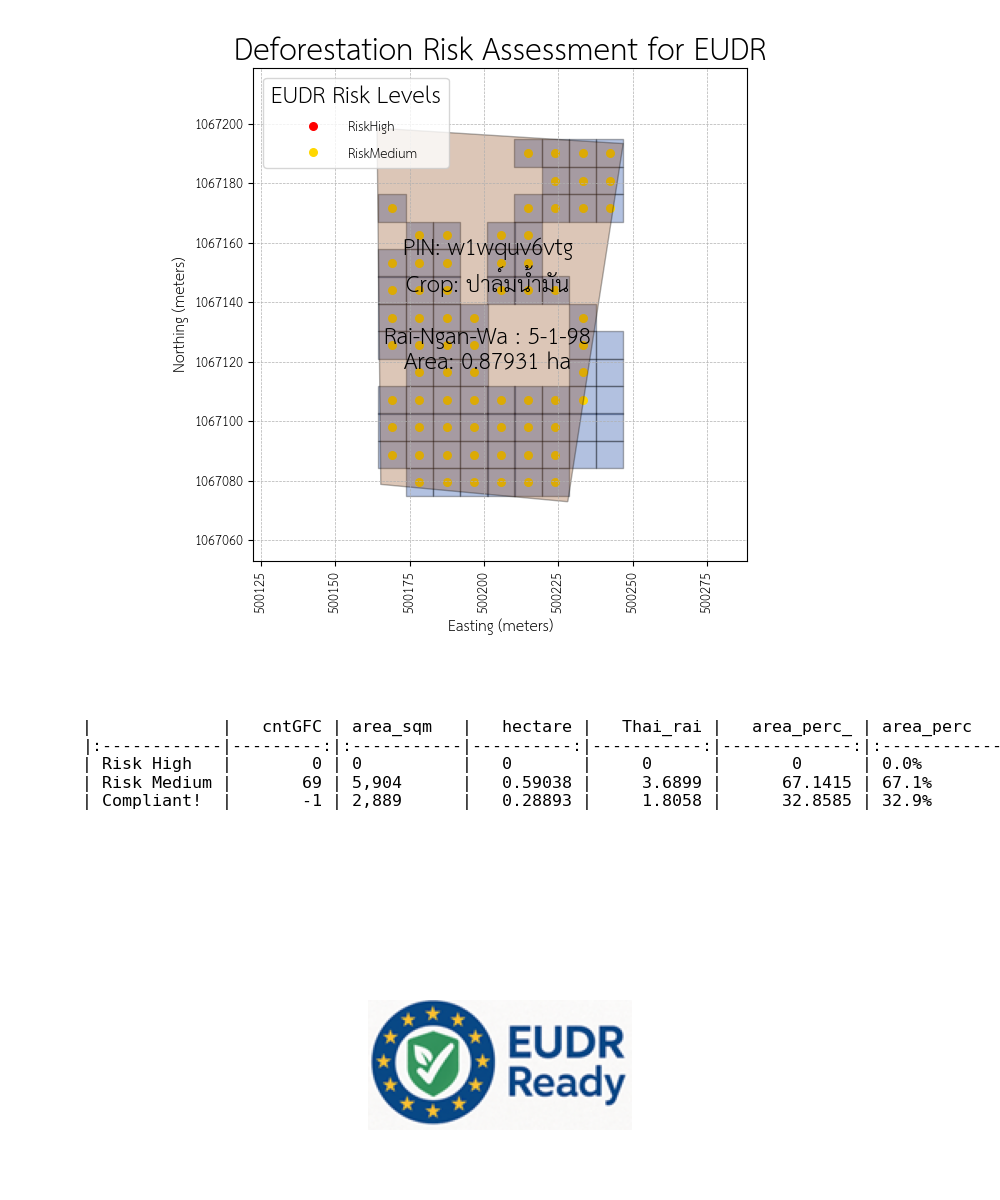 Deforestation Risk Assessment for EUDR
EUDR Risk Levels
RiskHigh
RiskMedium
1067200
1067180
1067160
1067140
1067120
1067100
1067080
1067060
Northing (meters)
PIN: w1wquv6vtg
Crop: ปาล์มน้ำมัน
Rai-Ngan-Wa : 5-1-98
Area: 0.87931 ha
500125 500150 500175 500200 500225 500250 500275
Easting (meters)
|             |   cntGFC | area_sqm   |   hectare |   Thai_rai |   area_perc_ | area_perc
|:------------|---------:|:-----------|----------:|-----------:|-------------:|:------------
| Risk High   |        0 | 0          |   0       |     0      |       0      | 0.0%
| Risk Medium |       69 | 5,904      |   0.59038 |     3.6899 |      67.1415 | 67.1%
| Compliant!  |       -1 | 2,889      |   0.28893 |     1.8058 |      32.8585 | 32.9%
EUDR
Ready